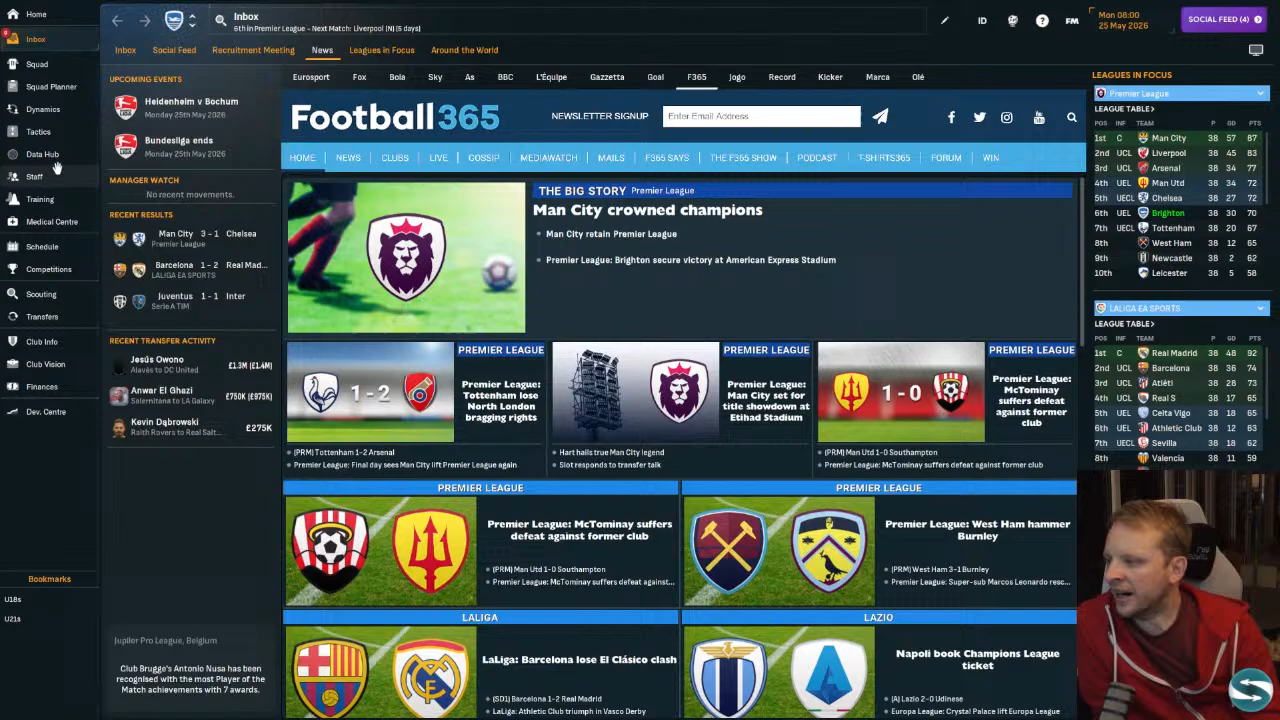 Home
6
Inbox
Squad
Squad Planner
Dynamics
Tactics
Data Hub
Staff
Training
Medical Centre
Schedule
Competitions
Scouting
Transfers
Club Info
Club Vision
Finances
Dev. Centre
Bookmarks
U18s
U21s
Inbox
6th in Premier League - Next Match: Liverpool (N) (5 days)
ID
?
FM
Mon 08:00
25 May 2026
SOCIAL FEED (4)
Inbox Social Feed Recruitment Meeting News Leagues in Focus Around the World
UPCOMING EVENTS
Heidenheim v Bochum
Monday 25th May 2026
Bundesliga ends
Monday 25th May 2026
MANAGER WATCH
No recent movements.
RECENT RESULTS
Man City 3 - 1 Chelsea
Premier League
Barcelona 1 - 2 Real Mad...
LALIGA EA SPORTS
Juventus 1 - 1 Inter
Serie A TIM
RECENT TRANSFER ACTIVITY
Jesús Owono
Alavés to DC United
£1.3M (£1.4M)
Anwar El Ghazi
Salernitana to LA Galaxy
£750K (£975K)
Kevin Dąbrowski
Raith Rovers to Real Salt...
£275K
Jupiler Pro League, Belgium
Club Brugge's Antonio Nusa has been
recognised with the most Player of the
Match achievements with 7 awards.
Eurosport Fox Bola Sky As BBC L'Équipe Gazzetta Goal F365 Jogo Record Kicker Marca Olé
Football365
NEWSLETTER SIGNUP
Enter Email Address
HOME NEWS CLUBS LIVE GOSSIP MEDIAWATCH MAILS F365 SAYS THE F365 SHOW PODCAST T-SHIRTS365 FORUM WIN
THE BIG STORY Premier League
Man City crowned champions
Man City retain Premier League
Premier League: Brighton secure victory at American Express Stadium
1 - 2
PREMIER LEAGUE
Premier League:
Tottenham lose
North London
bragging rights
(PRM) Tottenham 1-2 Arsenal
Premier League: Final day sees Man City lift Premier League again
PREMIER LEAGUE
Premier League:
Man City set for
title showdown at
Etihad Stadium
Hart hails true Man City legend
Slot responds to transfer talk
1 - 0
PREMIER LEAGUE
Premier League:
McTominay
suffers defeat
against former
club
(PRM) Man Utd 1-0 Southampton
Premier League: McTominay suffers defeat against former club
PREMIER LEAGUE
Premier League: McTominay suffers
defeat against former club
(PRM) Man Utd 1-0 Southampton
Premier League: McTominay suffers defeat against...
PREMIER LEAGUE
Premier League: West Ham hammer
Burnley
(PRM) West Ham 3-1 Burnley
Premier League: Super-sub Marcos Leonardo resc...
LALIGA
LaLiga: Barcelona lose El Clásico clash
(SD1) Barcelona 1-2 Real Madrid
LaLiga: Athletic Club triumph in Vasco Derby
LAZIO
Napoli book Champions League
ticket
(A) Lazio 2-0 Udinese
Europa League: Crystal Palace lift Europa League
LEAGUES IN FOCUS
Premier League
LEAGUE TABLE>
POS INF TEAM P GD PTS
1st C Man City 38 57 87
2nd UCL Liverpool 38 45 83
3rd UCL Arsenal 38 34 77
4th UEL Man Utd 38 34 72
5th UECL Chelsea 38 27 72
6th UEL Brighton 38 30 70
7th UCL Tottenham 38 20 67
8th West Ham 38 12 65
9th Newcastle 38 2 62
10th Leicester 38 5 58
LALIGA EA SPORTS
LEAGUE TABLE>
POS INF TEAM P GD PTS
1st C Real Madrid 38 48 92
2nd UCL Barcelona 38 36 74
3rd UCL Atléti 38 28 73
4th UCL Real S 38 17 65
5th UEL Celta Vigo 38 18 65
6th UEL Athletic Club 38 12 63
7th UECL Sevilla 38 18 62
8th Valencia 38 11 59